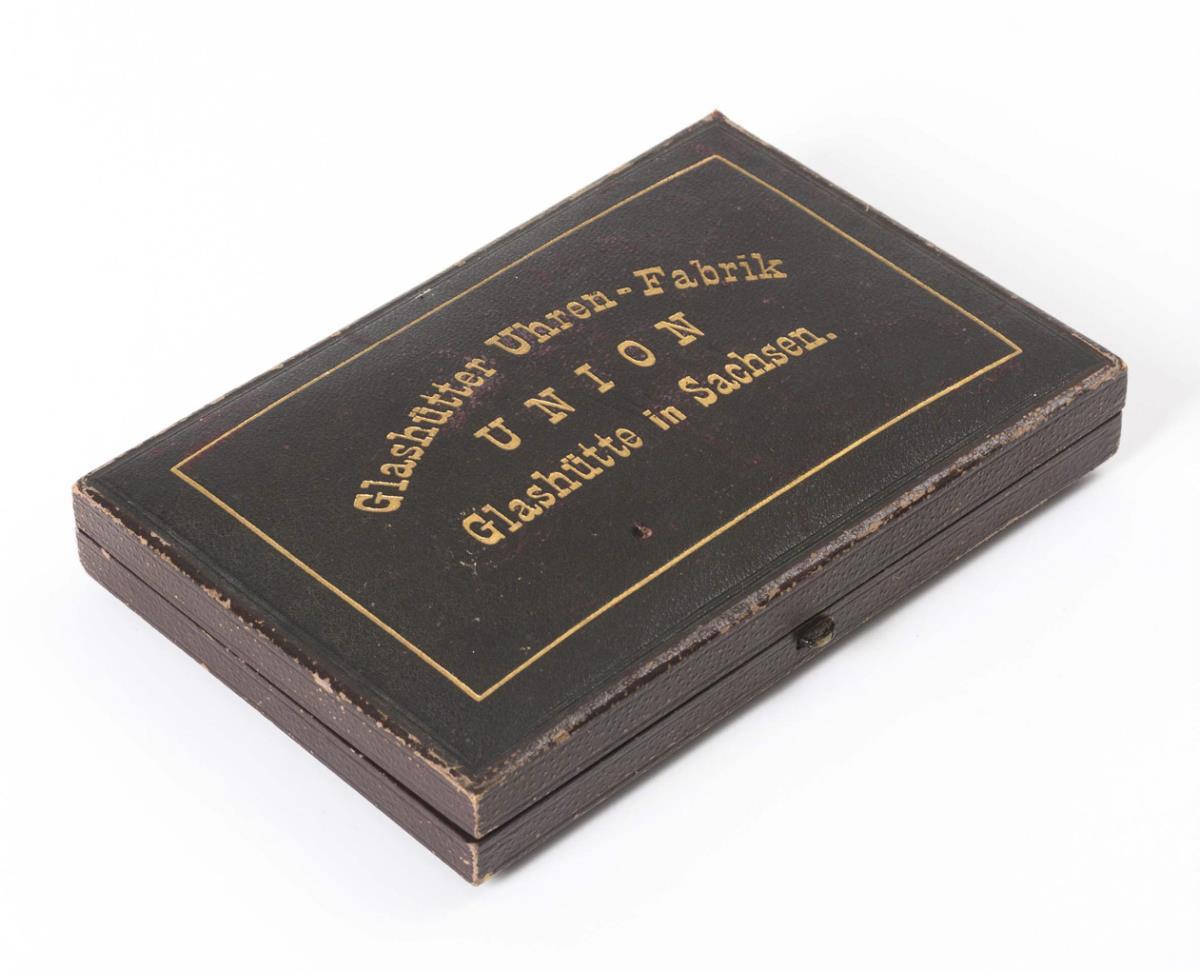 Glashütter Uhren-Fabrik
UNION
Glashütte in Sachsen.